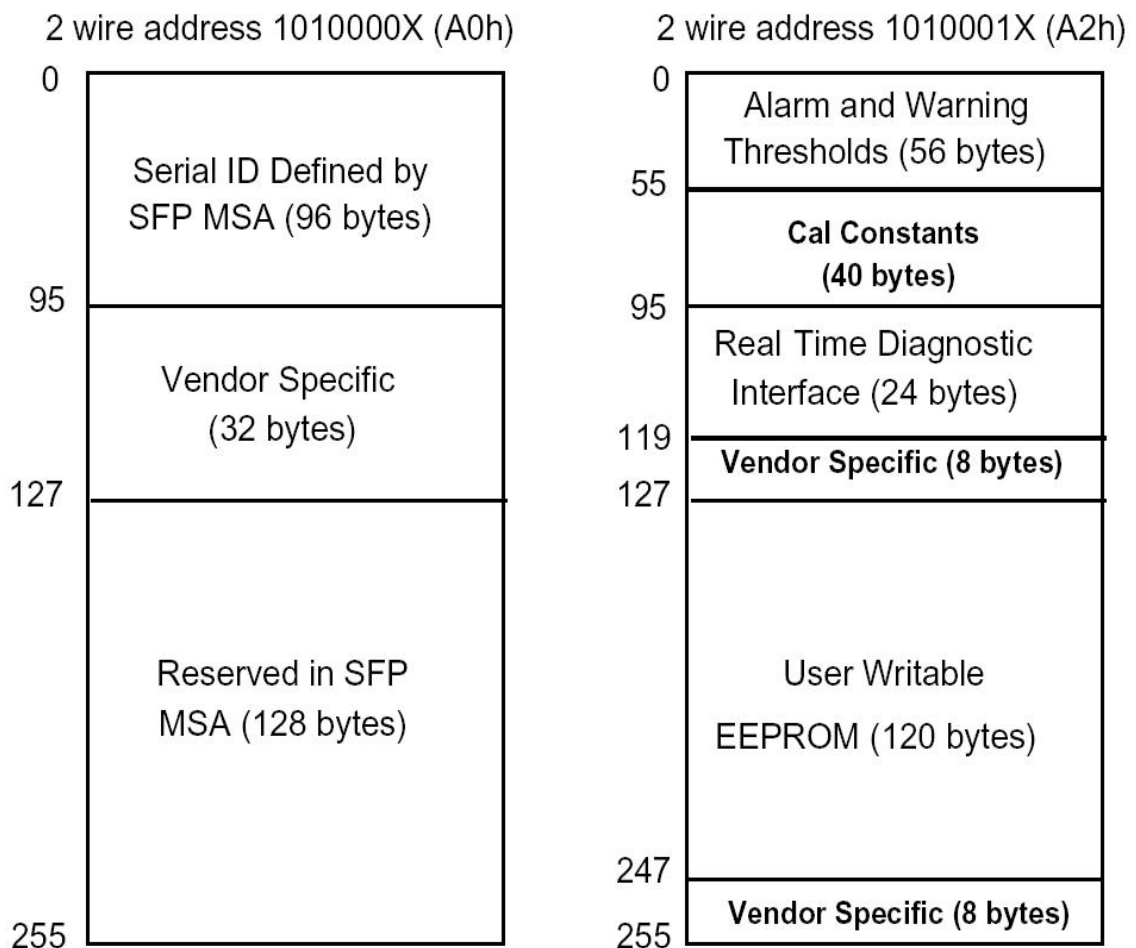 2 wire address 1010000X (A0h)
0
Serial ID Defined by
SFP MSA (96 bytes)
95
Vendor Specific
(32 bytes)
127
Reserved in SFP
MSA (128 bytes)
255
2 wire address 1010001X (A2h)
0
Alarm and Warning
Thresholds (56 bytes)
55
Cal Constants
(40 bytes)
95
Real Time Diagnostic
Interface (24 bytes)
119
Vendor Specific (8 bytes)
127
User Writable
EEPROM (120 bytes)
247
Vendor Specific (8 bytes)
255